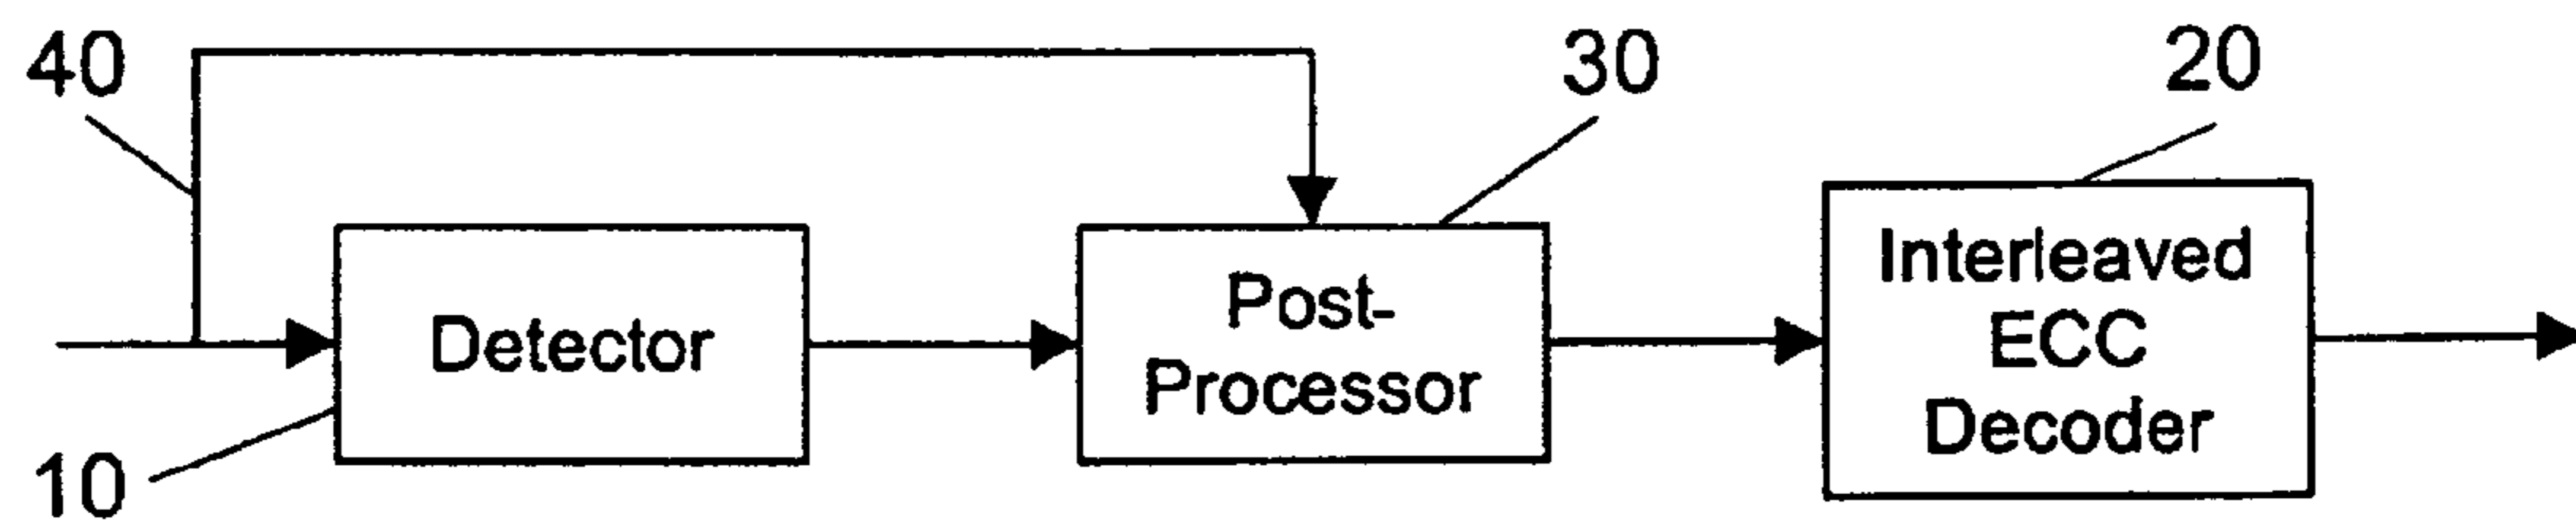 40
30
20
Detector
Post-
Processor
Interleaved
ECC
Decoder
10